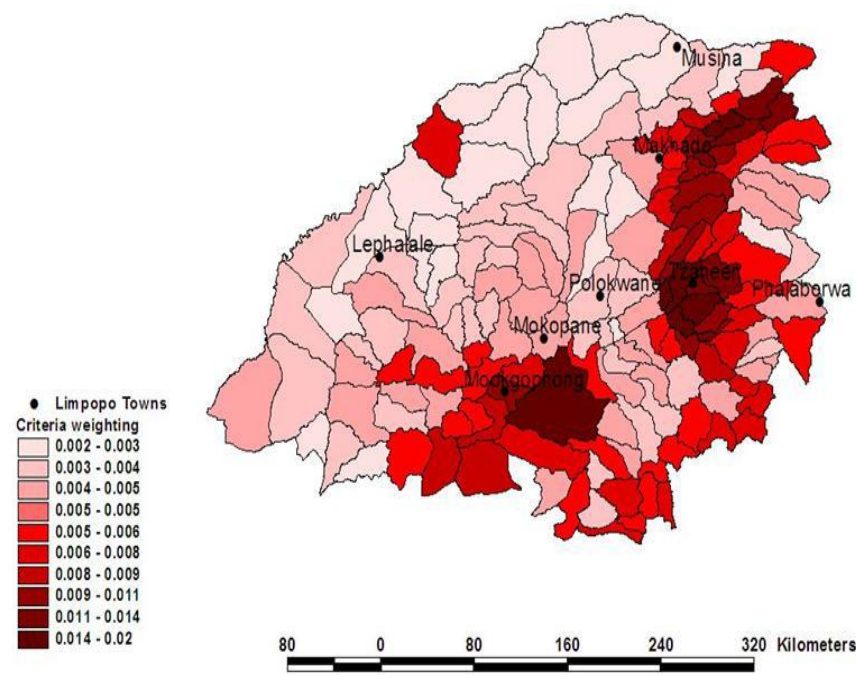 Musina
Makhado
Lephalale
Tzaneen
Polokwane
Phalaborwa
Mokopane
Mookgophong
Limpopo Towns
Criteria weighting
0.002 - 0.003
0.003 - 0.004
0.004 - 0.005
0.005 - 0.005
0.005 - 0.006
0.006 - 0.008
0.008 - 0.009
0.009 - 0.011
0.011 - 0.014
0.014 - 0.02
80 0 80 160 240 320 Kilometers